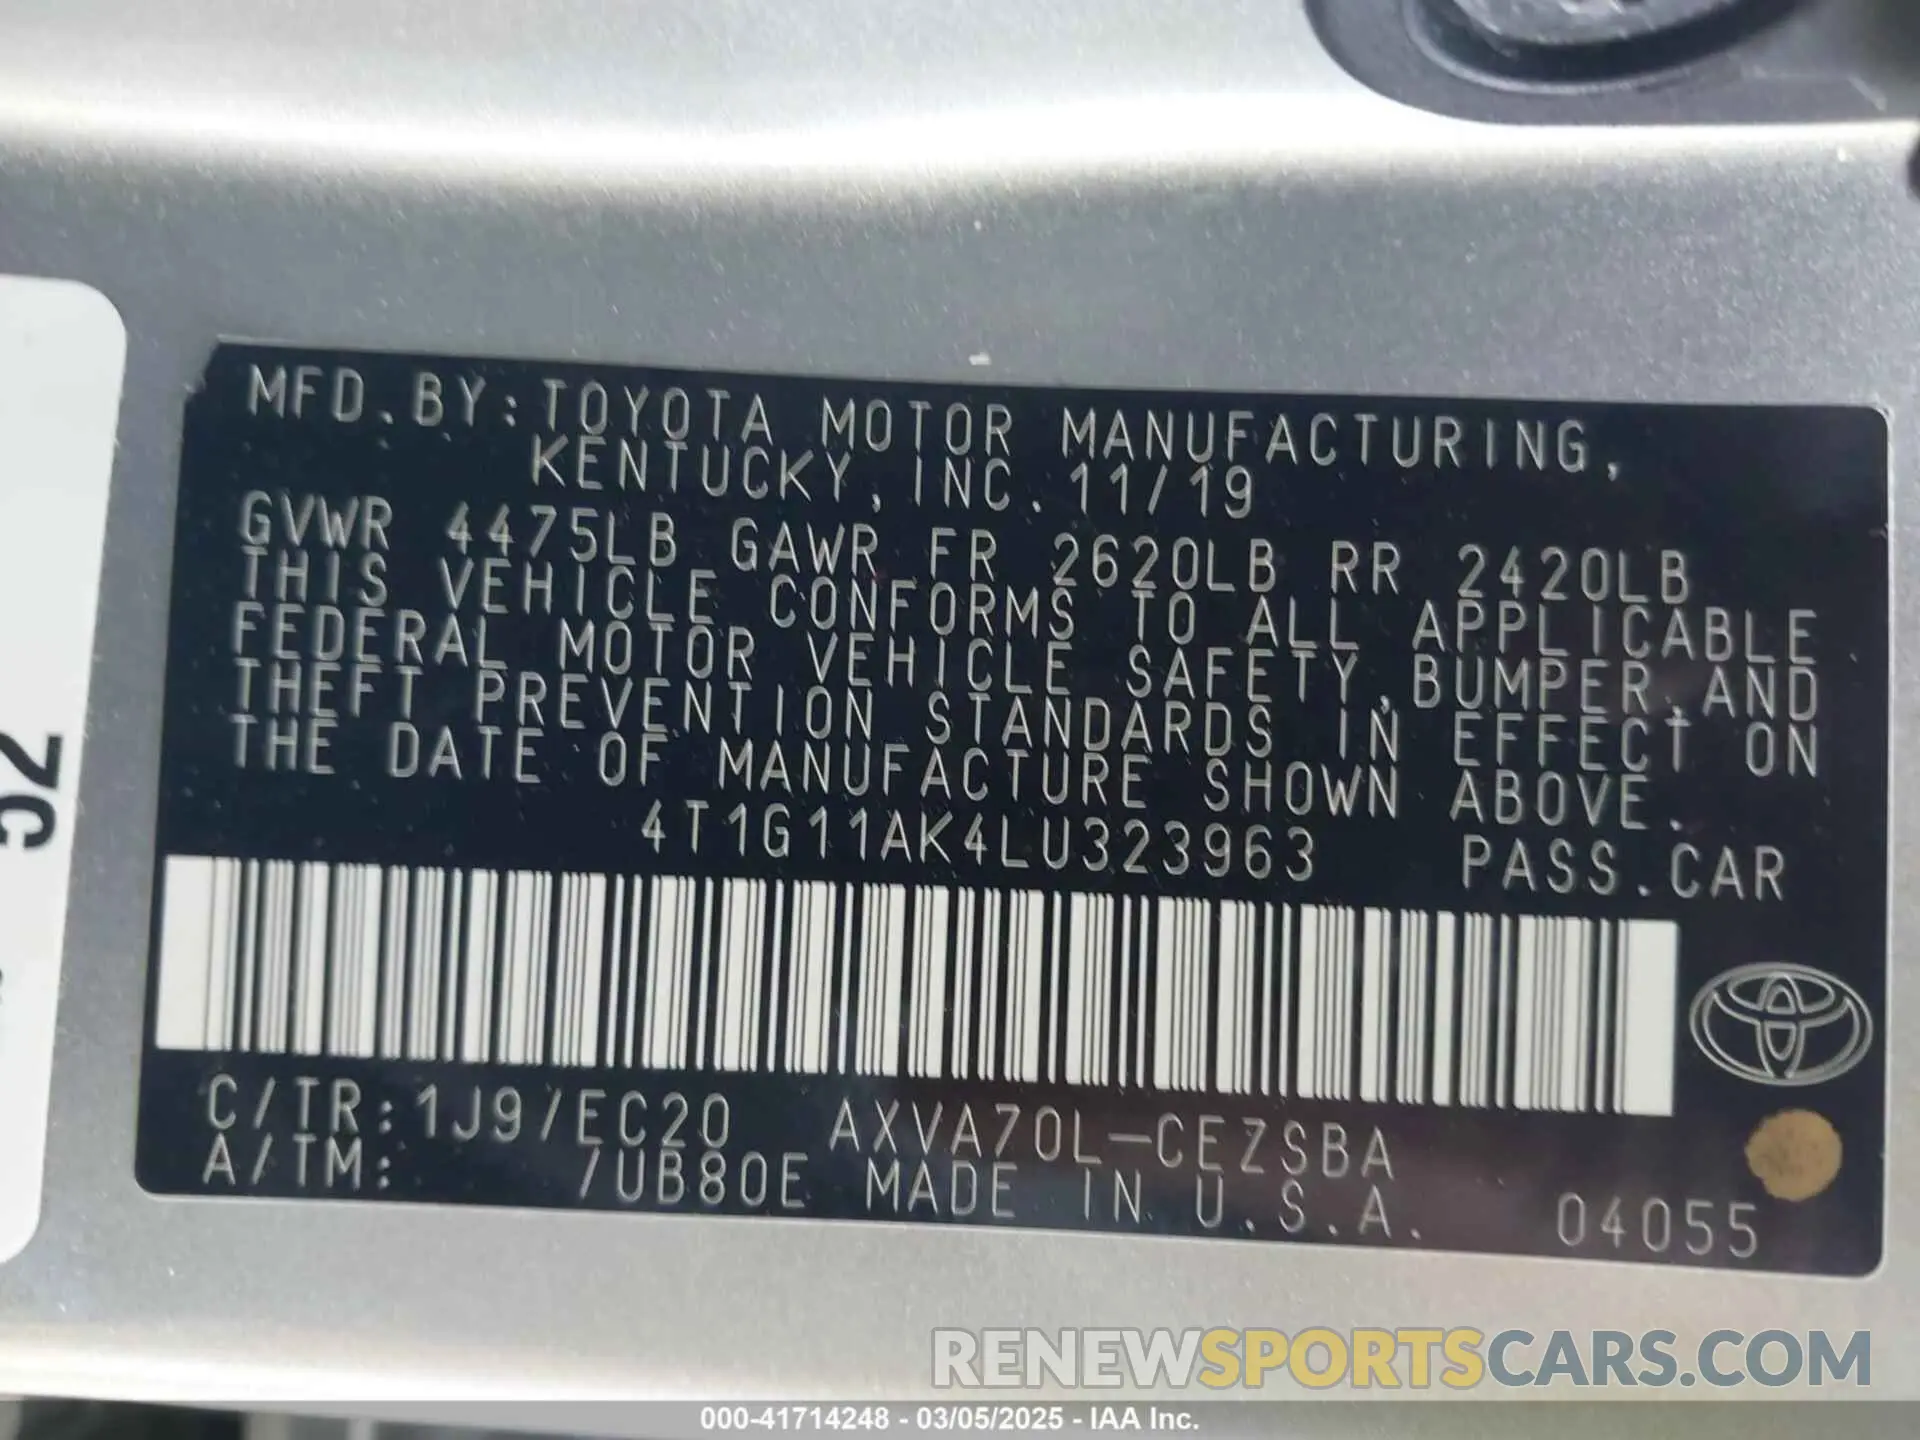 MFD.BY:TOYOTA MOTOR MANUFACTURING,
KENTUCKY, INC. 11/19
GVWR 4475LB GAWR FR 2620LB RR 2420LB
THIS VEHICLE CONFORMS TO ALL APPLICABLE
FEDERAL MOTOR VEHICLE SAFETY,BUMPER,AND
THEFT PREVENTION STANDARDS IN EFFECT ON
THE DATE OF MANUFACTURE SHOWN ABOVE.
4T1G11AK4LU323963 PASS.CAR
C/TR:1J9/EC20 AXVA70L-CEZSBA
A/TM: /UB80E MADE IN U.S.A. 04055
52
RENEWSPORTSCARS.COM
000-41714248 - 03/05/2025 - IAA Inc.